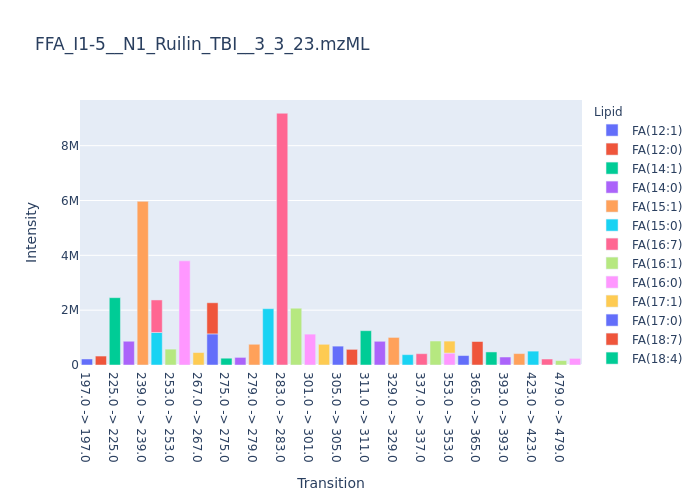 FFA_I1-5__N1_Ruilin_TBI__3_3_23.mzML
Intensity
8M
6M
4M
2M
0
197.0 -> 197.0
225.0 -> 225.0
239.0 -> 239.0
253.0 -> 253.0
267.0 -> 267.0
275.0 -> 275.0
279.0 -> 279.0
283.0 -> 283.0
301.0 -> 301.0
305.0 -> 305.0
311.0 -> 311.0
329.0 -> 329.0
337.0 -> 337.0
353.0 -> 353.0
365.0 -> 365.0
393.0 -> 393.0
423.0 -> 423.0
479.0 -> 479.0
Transition
Lipid
FA(12:1)
FA(12:0)
FA(14:1)
FA(14:0)
FA(15:1)
FA(15:0)
FA(16:7)
FA(16:1)
FA(16:0)
FA(17:1)
FA(17:0)
FA(18:7)
FA(18:4)